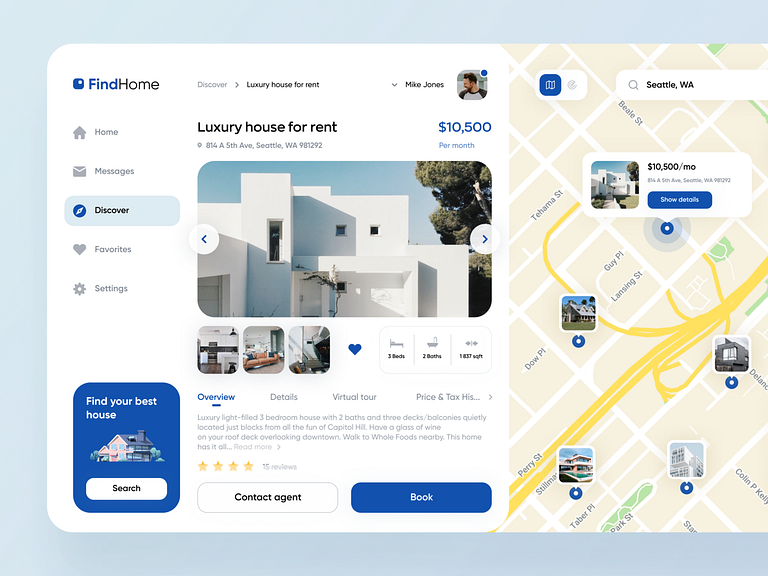 FindHome
Home
Messages
Discover
Favorites
Settings
Find your best
house
Search
Discover > Luxury house for rent
Mike Jones
Luxury house for rent
$10,500
814 A 5th Ave, Seattle, WA 981292
Per month
3 Beds
2 Baths
1 837 sqft
Overview
Details
Virtual tour
Price & Tax His...
Luxury light-filled 3 bedroom house with 2 baths and three decks/balconies quietly
located just blocks from all the fun of Capitol Hill. Have a glass of wine
on your roof deck overlooking downtown. Walk to Whole Foods nearby. This home
has it all... Read more >
15 reviews
Contact agent
Book
Seattle, WA
Beale St
$10,500/mo
814 A 5th Ave, Seattle, WA 981292
Show details
Tehama St
Guy Pl
Lansing St
Dow Pl
Delanc
Perry St
Stillma
Taber Pl
Park St
Colin P Kelly
Sta